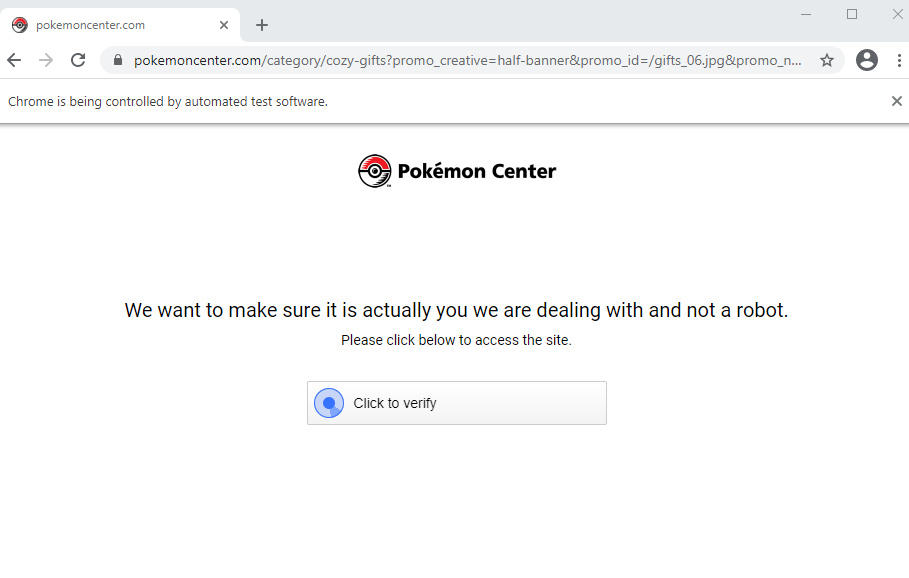 pokemoncenter.com
pokemoncenter.com/category/cozy-gifts?promo_creative=half-banner&promo_id=/gifts_06.jpg&promo_n...
Chrome is being controlled by automated test software.
Pokémon Center
We want to make sure it is actually you we are dealing with and not a robot.
Please click below to access the site.
Click to verify